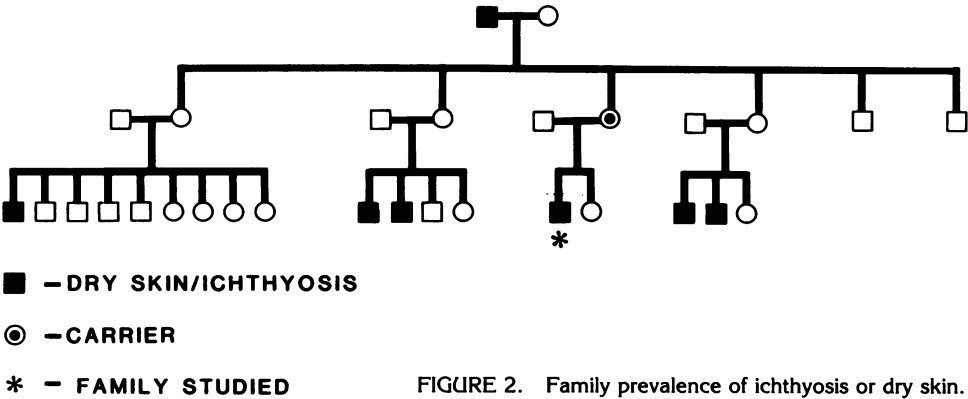 ■ – DRY SKIN/ICHTHYOSIS
– CARRIER
* – FAMILY STUDIED
FIGURE 2. Family prevalence of ichthyosis or dry skin.